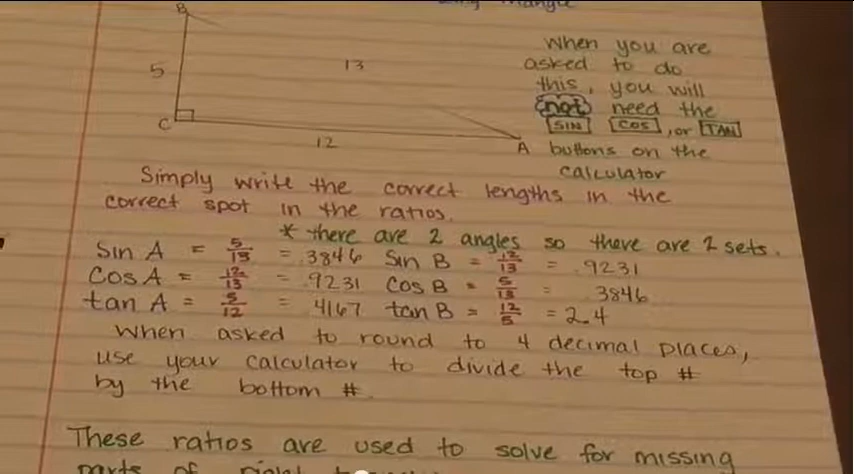 B
When you are
asked to do
5
13
this, you will
not need the
C
SIN COS, or TAN
12
A
buttons on the
calculator
Simply write the correct lengths in the
correct spot in the ratios.
* there are 2 angles so there are 2 sets.
Sin A = 5/13 = .3846 Sin B = 12/13 = .9231
Cos A = 12/13 = .9231 Cos B = 5/13 = .3846
tan A = 5/12 = .4167 tan B = 12/5 = 2.4
When asked to round to 4 decimal places,
use your calculator to divide the top #
by the bottom #.
These ratios are used to solve for missing
parts of right